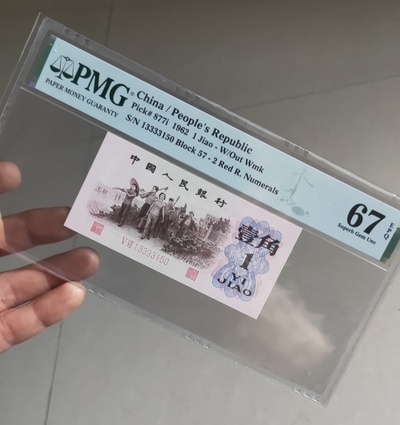 PMG
PAPER MONEY GUARANTY
China / People's Republic
Pick# 877i 1962 1 Jiao - W/Out Wmk
S/N 13333150 Block 57 - 2 Red R. Numerals
67 EPQ
Superb Gem Unc
中國人民銀行
13333150
壹角
1
YI
JIAO